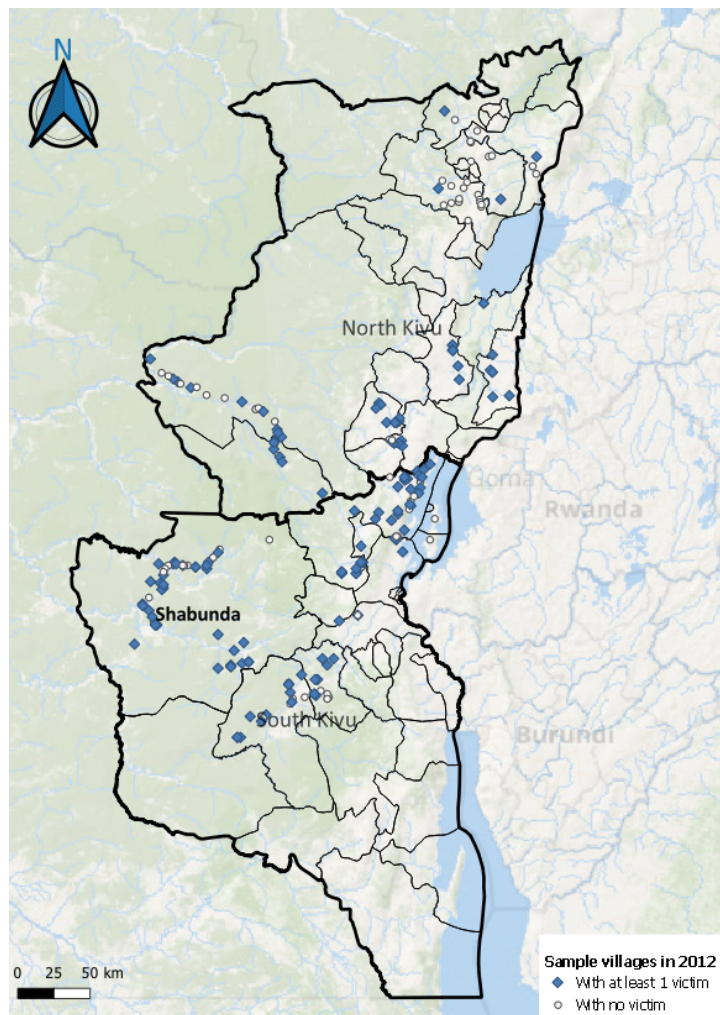 N
North Kivu
Goma
Rwanda
Shabunda
South Kivu
Burundi
0 25 50 km
Sample villages in 2012
With at least 1 victim
With no victim